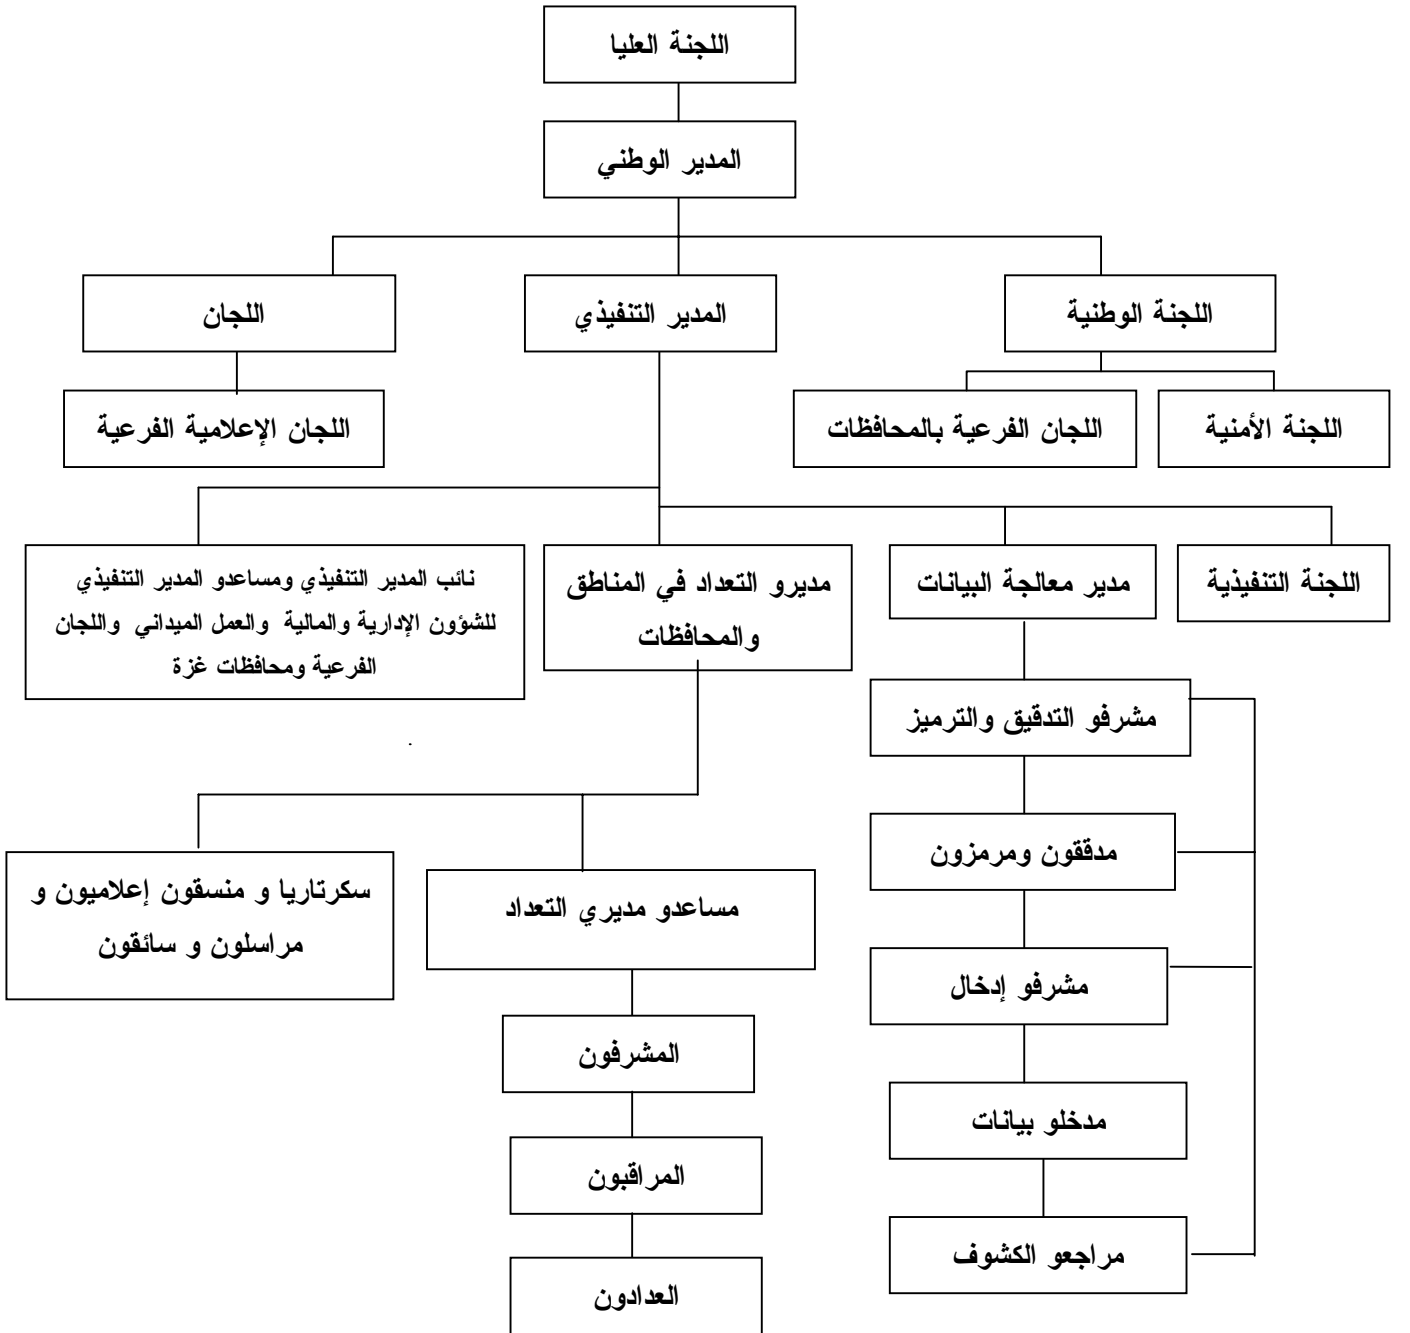 اللجنة العليا
المدير الوطني
اللجنة الوطنية
المدير التنفيذي
اللجان
اللجنة الأمنية
اللجان الفرعية بالمحافظات
اللجان الإعلامية الفرعية
اللجنة التنفيذية
مدير معالجة البيانات
مديرو التعداد في المناطق
والمحافظات
نائب المدير التنفيذي ومساعدو المدير التنفيذي
للشؤون الإدارية والمالية والعمل الميداني واللجان
الفرعية ومحافظات غزة
مشرفو التدقيق والترميز
مدققون ومرمزون
مشرفو إدخال
مدخلو بيانات
مراجعو الكشوف
مساعدو مديري التعداد
سكرتاريا و منسقون إعلاميون و
مراسلون و سائقون
المشرفون
المراقبون
العدادون